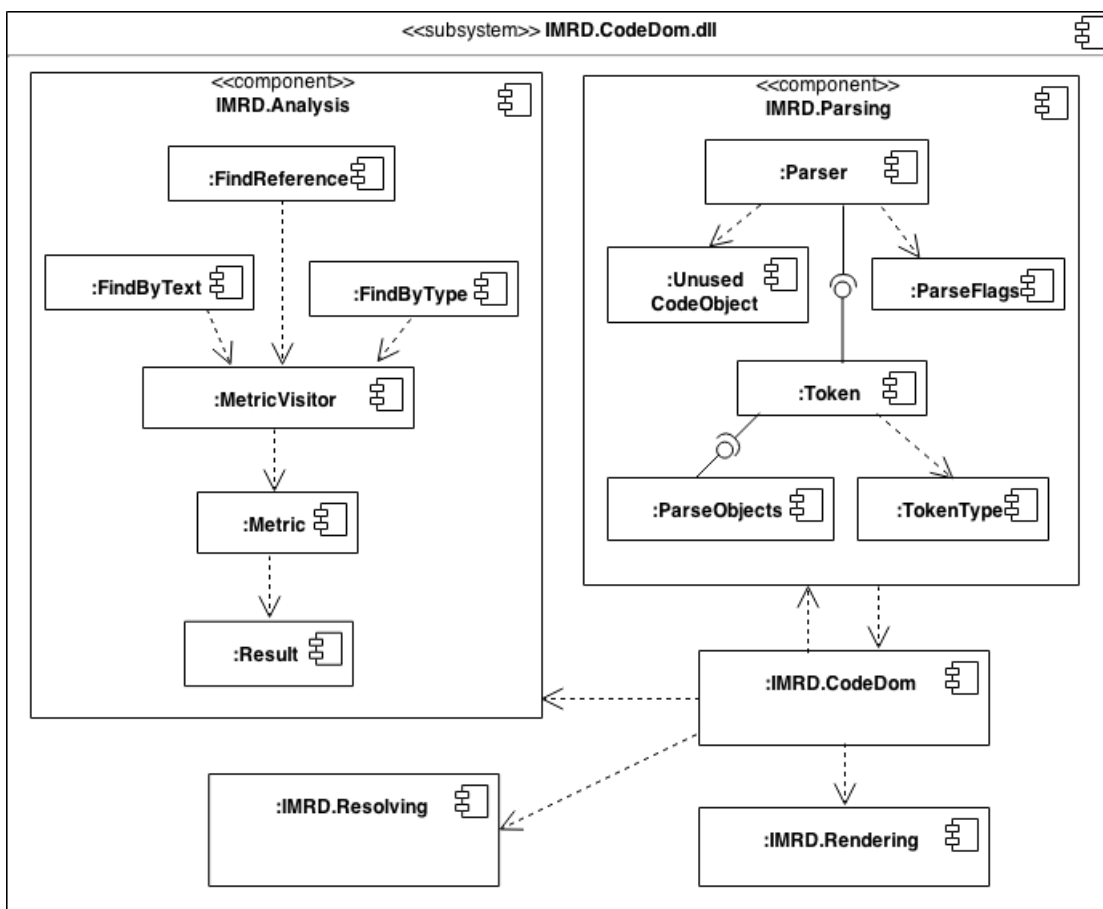 <<subsystem>> IMRD.CodeDom.dll
<<component>>
IMRD.Analysis
:FindReference
:FindByText
:FindByType
:MetricVisitor
:Metric
:Result
<<component>>
IMRD.Parsing
:Parser
:Unused
CodeObject
:ParseFlags
:Token
:ParseObjects
:TokenType
:IMRD.CodeDom
:IMRD.Resolving
:IMRD.Rendering